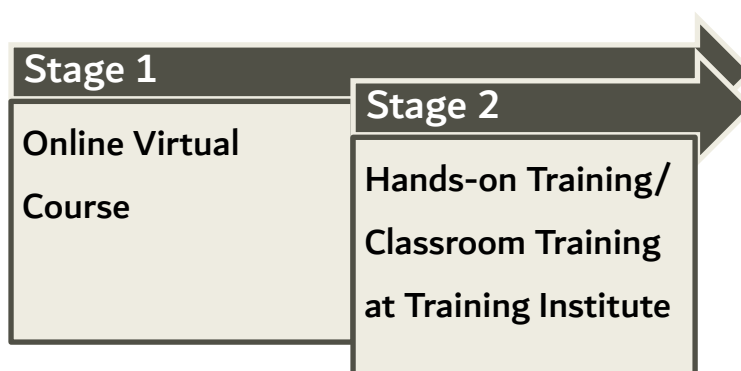 Stage 1
Online Virtual
Course
Stage 2
Hands-on Training/
Classroom Training
at Training Institute